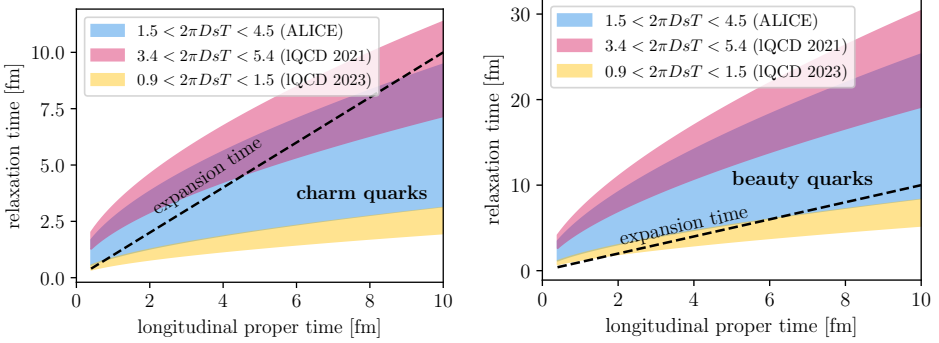 1.5 < 2πDsT < 4.5 (ALICE)
3.4 < 2πDsT < 5.4 (lQCD 2021)
0.9 < 2πDsT < 1.5 (lQCD 2023)
10.0
7.5
5.0
2.5
0.0
relaxation time [fm]
expansion time
charm quarks
0 2 4 6 8 10
longitudinal proper time [fm]
1.5 < 2πDsT < 4.5 (ALICE)
3.4 < 2πDsT < 5.4 (lQCD 2021)
0.9 < 2πDsT < 1.5 (lQCD 2023)
30
20
10
0
relaxation time [fm]
beauty quarks
expansion time
0 2 4 6 8 10
longitudinal proper time [fm]